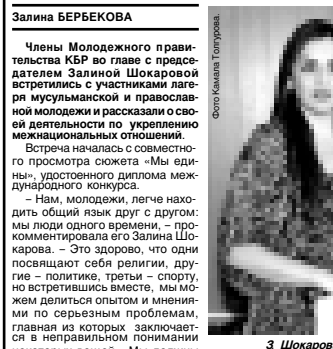 Залина БЕРБЕКОВА
Члены Молодежного прави-
тельства КБР во главе с предсе-
дателем Залиной Шокаровой
встретились с участниками лаге-
ря мусульманской и православ-
ной молодежи и рассказали о сво-
ей деятельности по укреплению
межнациональных отношений.
Встреча началась с совместно-
го просмотра сюжета «Мы еди-
ны», удостоенного диплома меж-
дународного конкурса.
– Нам, молодежи, легче нахо-
дить общий язык друг с другом:
мы люди одного времени, – про-
комментировала его Залина Шо-
карова. – Это здорово, что одни
посвящают себя религии, дру-
гие – политике, третьи – спорту,
но встретившись вместе, мы мо-
жем делиться опытом и мнения-
ми по серьезным проблемам,
главная из которых заключает-
ся в неправильном понимании
Фото Камала Толгурова.
З. Шокаров